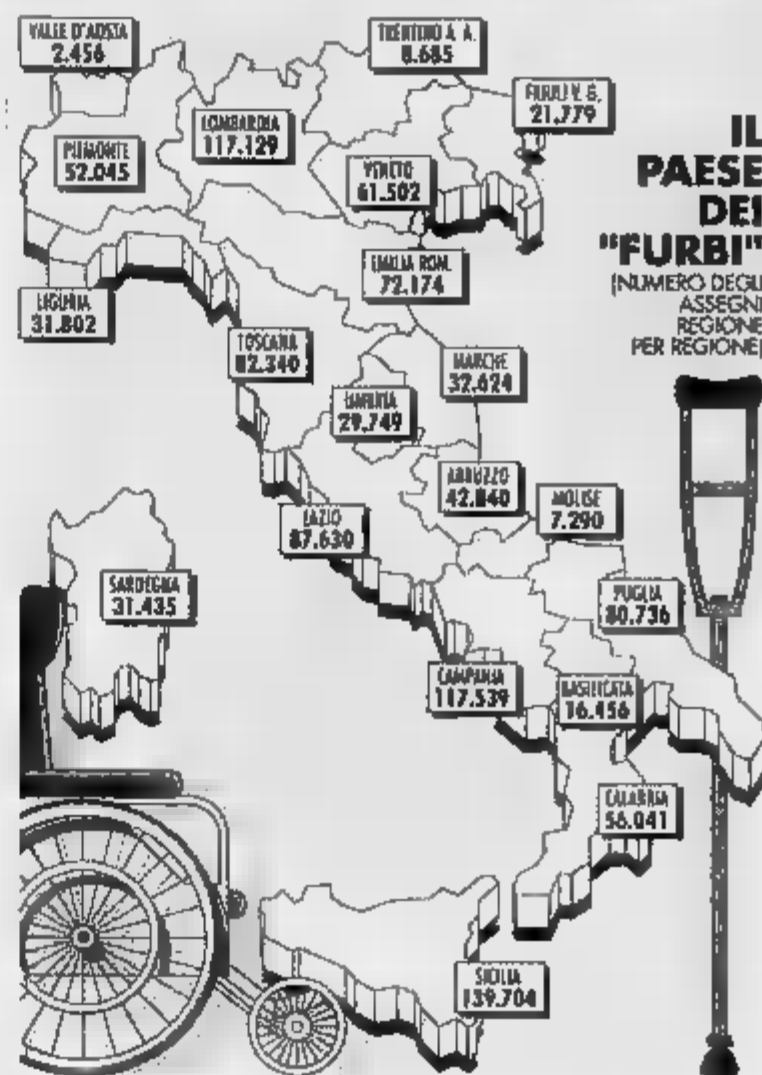 VALLE D'AOSTA
2.456
TRENTINO A. A.
8.685
FRIULI V. G.
21.779
LOMBARDIA
117.129
PIEMONTE
52.045
VENETO
61.502
IL
PAESE
DEI
"FURBI"
(NUMERO DEGLI
ASSEGNI
REGIONE
PER REGIONE)
EMILIA ROM.
72.174
LIGURIA
31.802
TOSCANA
82.340
MARCHE
32.624
UMBRIA
29.749
ABRUZZO
42.840
MOLISE
7.290
LAZIO
87.630
SARDEGNA
31.435
PUGLIA
80.736
CAMPANIA
117.539
BASILICATA
16.456
CALABRIA
56.041
SICILIA
139.704